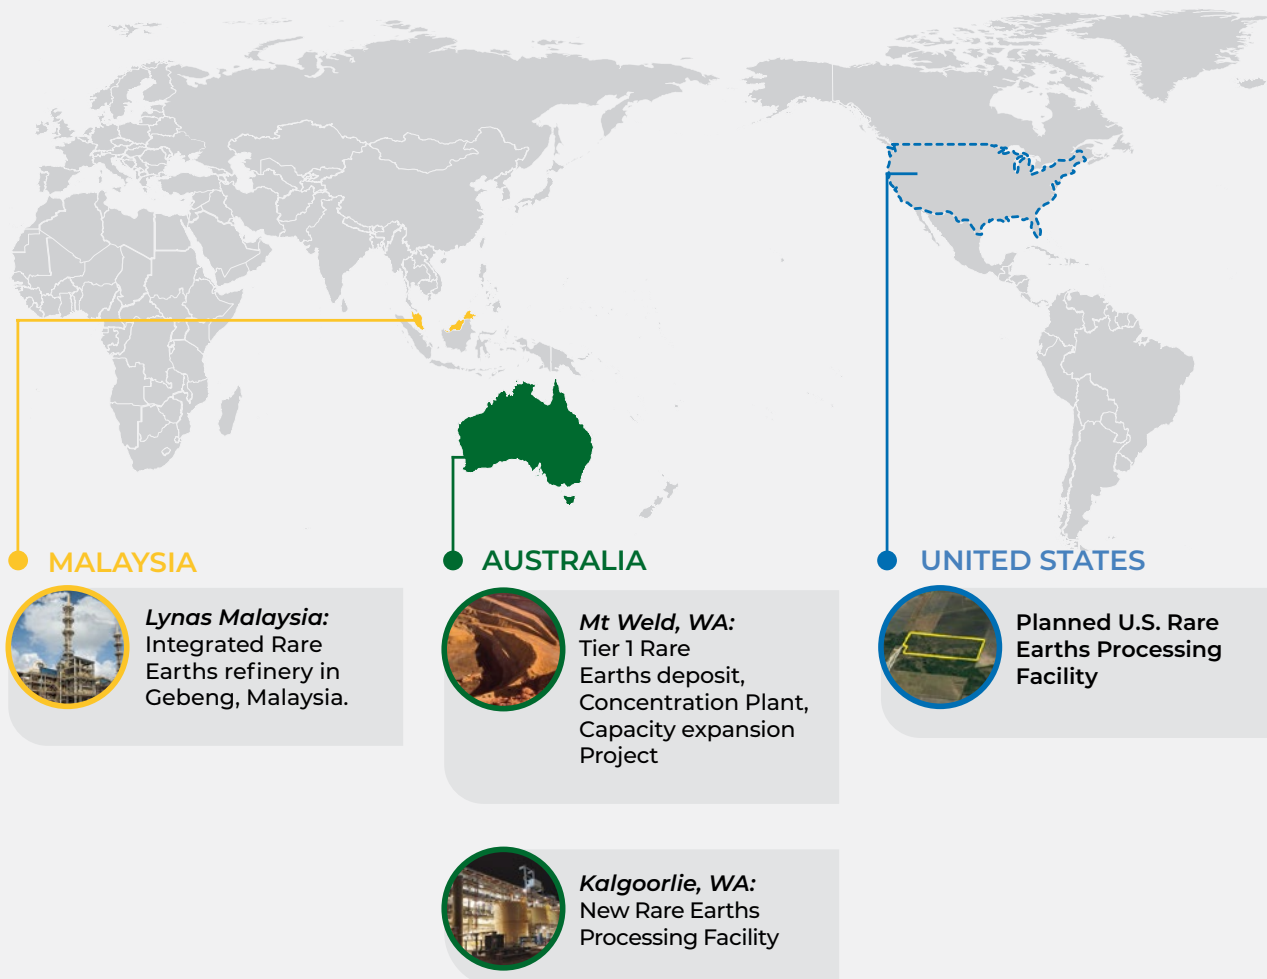 MALAYSIA
Lynas Malaysia:
Integrated Rare
Earths refinery in
Gebeng, Malaysia.
AUSTRALIA
Mt Weld, WA:
Tier 1 Rare
Earths deposit,
Concentration Plant,
Capacity expansion
Project
Kalgoorlie, WA:
New Rare Earths
Processing Facility
UNITED STATES
Planned U.S. Rare
Earths Processing
Facility